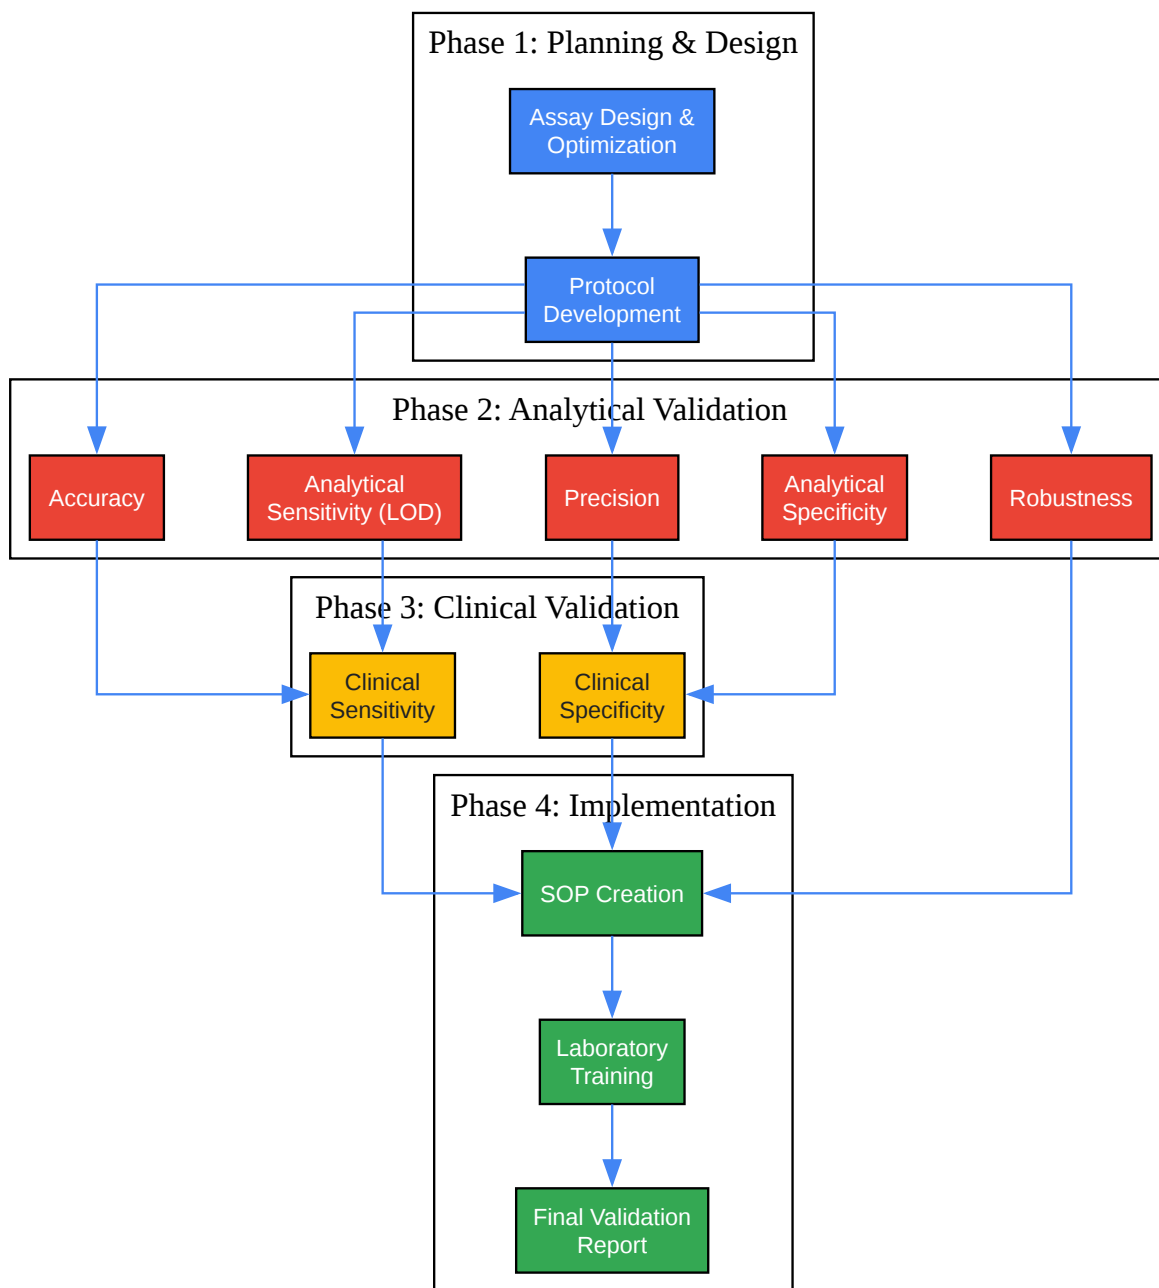 Phase 1: Planning & Design
Assay Design &
Optimization
Protocol
Development
Phase 2: Analytical Validation
Accuracy
Analytical
Sensitivity (LOD)
Precision
Analytical
Specificity
Robustness
Phase 3: Clinical Validation
Clinical
Sensitivity
Clinical
Specificity
Phase 4: Implementation
SOP Creation
Laboratory
Training
Final Validation
Report